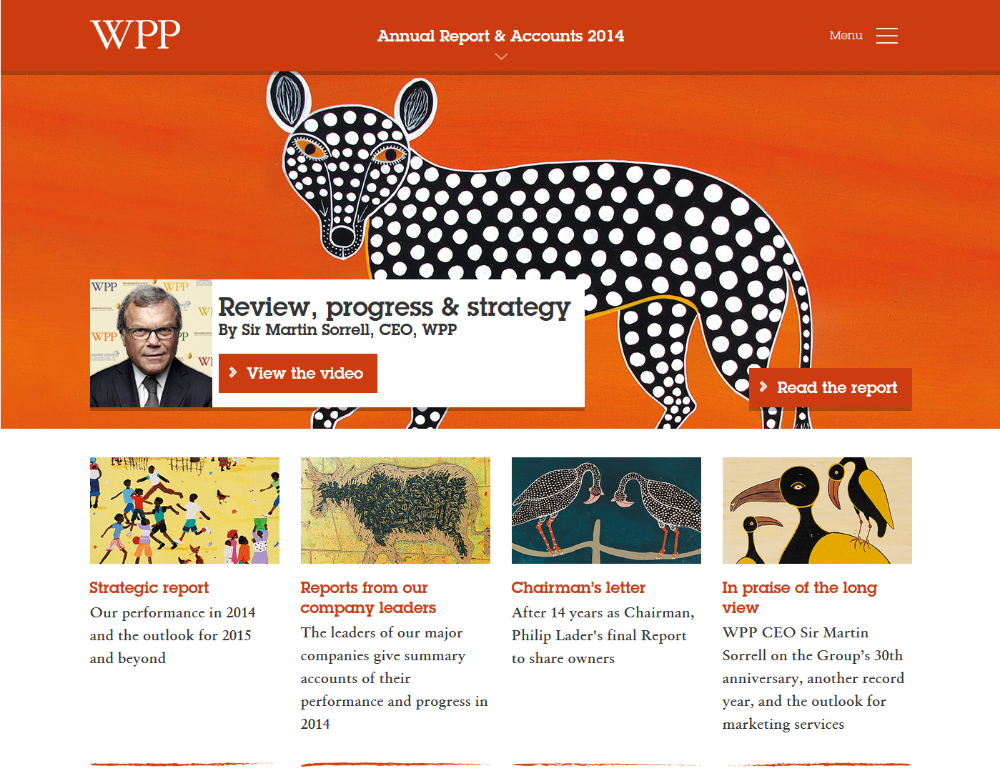 WPP
Annual Report & Accounts 2014
Menu
WPP
WPP
WPP
Review, progress & strategy
By Sir Martin Sorrell, CEO, WPP
View the video
Read the report
Strategic report
Our performance in 2014
and the outlook for 2015
and beyond
Reports from our
company leaders
The leaders of our major
companies give summary
accounts of their
performance and progress in
2014
Chairman’s letter
After 14 years as Chairman,
Philip Lader's final Report
to share owners
In praise of the long
view
WPP CEO Sir Martin
Sorrell on the Group’s 30th
anniversary, another record
year, and the outlook for
marketing services